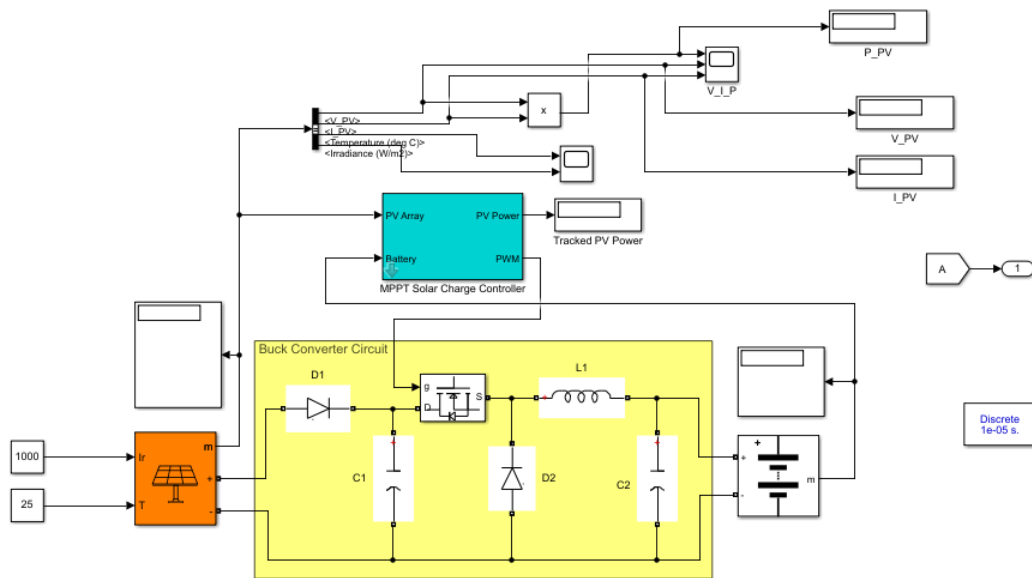 P_PV
V_I_P
<V_PV>
<I_PV>
<Temperature (deg C)>
<Irradiance (W/m2)>
x
V_PV
I_PV
PV Array
PV Power
Tracked PV Power
Battery
PWM
MPPT Solar Charge Controller
A
1
Buck Converter Circuit
D1
L1
g
D
S
C1
D2
C2
Discrete
1e-05 s.
1000
Ir
m
+
25
T
-
+
+
m
-